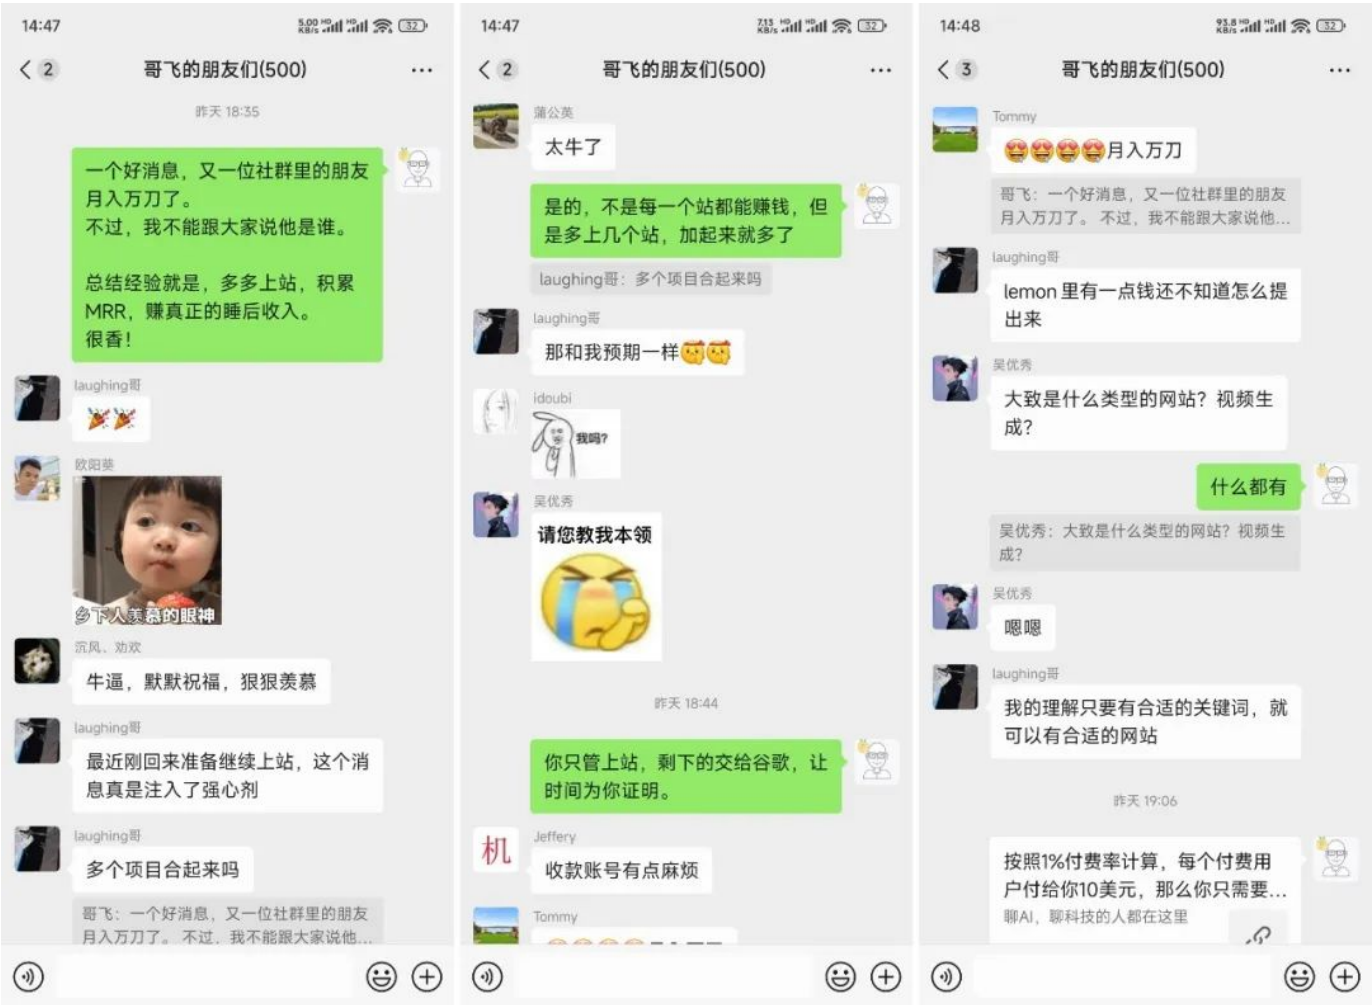 14:47
5.00 KB/s
HD
HD
32
2
哥飞的朋友们(500)
昨天 18:35
一个好消息，又一位社群里的朋友
月入万刀了。
不过，我不能跟大家说他是谁。
总结经验就是，多多上站，积累
MRR，赚真正的睡后收入。
很香！
laughing哥
欧阳葵
乡下人羡慕的眼神
沉风、劝欢
牛逼，默默祝福，狠狠羡慕
laughing哥
最近刚回来准备继续上站，这个消
息真是注入了强心剂
laughing哥
多个项目合起来吗
哥飞：一个好消息，又一位社群里的朋友
月入万刀了。 不过，我不能跟大家说他...
14:47
7.13 KB/s
HD
HD
32
2
哥飞的朋友们(500)
蒲公英
太牛了
是的，不是每一个站都能赚钱，但
是多上几个站，加起来就多了
laughing哥：多个项目合起来吗
laughing哥
那和我预期一样
idoubi
我吗?
吴优秀
请您教我本领
昨天 18:44
你只管上站，剩下的交给谷歌，让
时间为你证明。
Jeffery
机
收款账号有点麻烦
Tommy
14:48
93.8 KB/s
HD
HD
32
3
哥飞的朋友们(500)
Tommy
月入万刀
哥飞：一个好消息，又一位社群里的朋友
月入万刀了。 不过，我不能跟大家说他...
laughing哥
lemon 里有一点钱还不知道怎么提
出来
吴优秀
大致是什么类型的网站？视频生
成？
什么都有
吴优秀：大致是什么类型的网站？视频生
成？
吴优秀
嗯嗯
laughing哥
我的理解只要有合适的关键词，就
可以有合适的网站
昨天 19:06
按照1%付费率计算，每个付费用
户付给你10美元，那么你只需要...
聊AI，聊科技的人都在这里